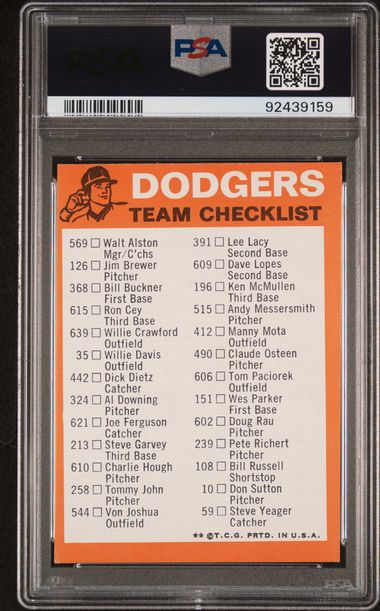 PSA
92439159
DODGERS
TEAM CHECKLIST
569 □ Walt Alston
Mgr/C'chs
126 □ Jim Brewer
Pitcher
368 □ Bill Buckner
First Base
615 □ Ron Cey
Third Base
639 □ Willie Crawford
Outfield
35 □ Willie Davis
Outfield
442 □ Dick Dietz
Catcher
324 □ Al Downing
Pitcher
621 □ Joe Ferguson
Catcher
213 □ Steve Garvey
Third Base
610 □ Charlie Hough
Pitcher
258 □ Tommy John
Pitcher
544 □ Von Joshua
Outfield
391 □ Lee Lacy
Second Base
609 □ Dave Lopes
Second Base
196 □ Ken McMullen
Third Base
515 □ Andy Messersmith
Pitcher
412 □ Manny Mota
Outfield
490 □ Claude Osteen
Pitcher
606 □ Tom Paciorek
Outfield
151 □ Wes Parker
First Base
602 □ Doug Rau
Pitcher
239 □ Pete Richert
Pitcher
108 □ Bill Russell
Shortstop
10 □ Don Sutton
Pitcher
59 □ Steve Yeager
Catcher
** © T.C.G. PRTD. IN U.S.A.